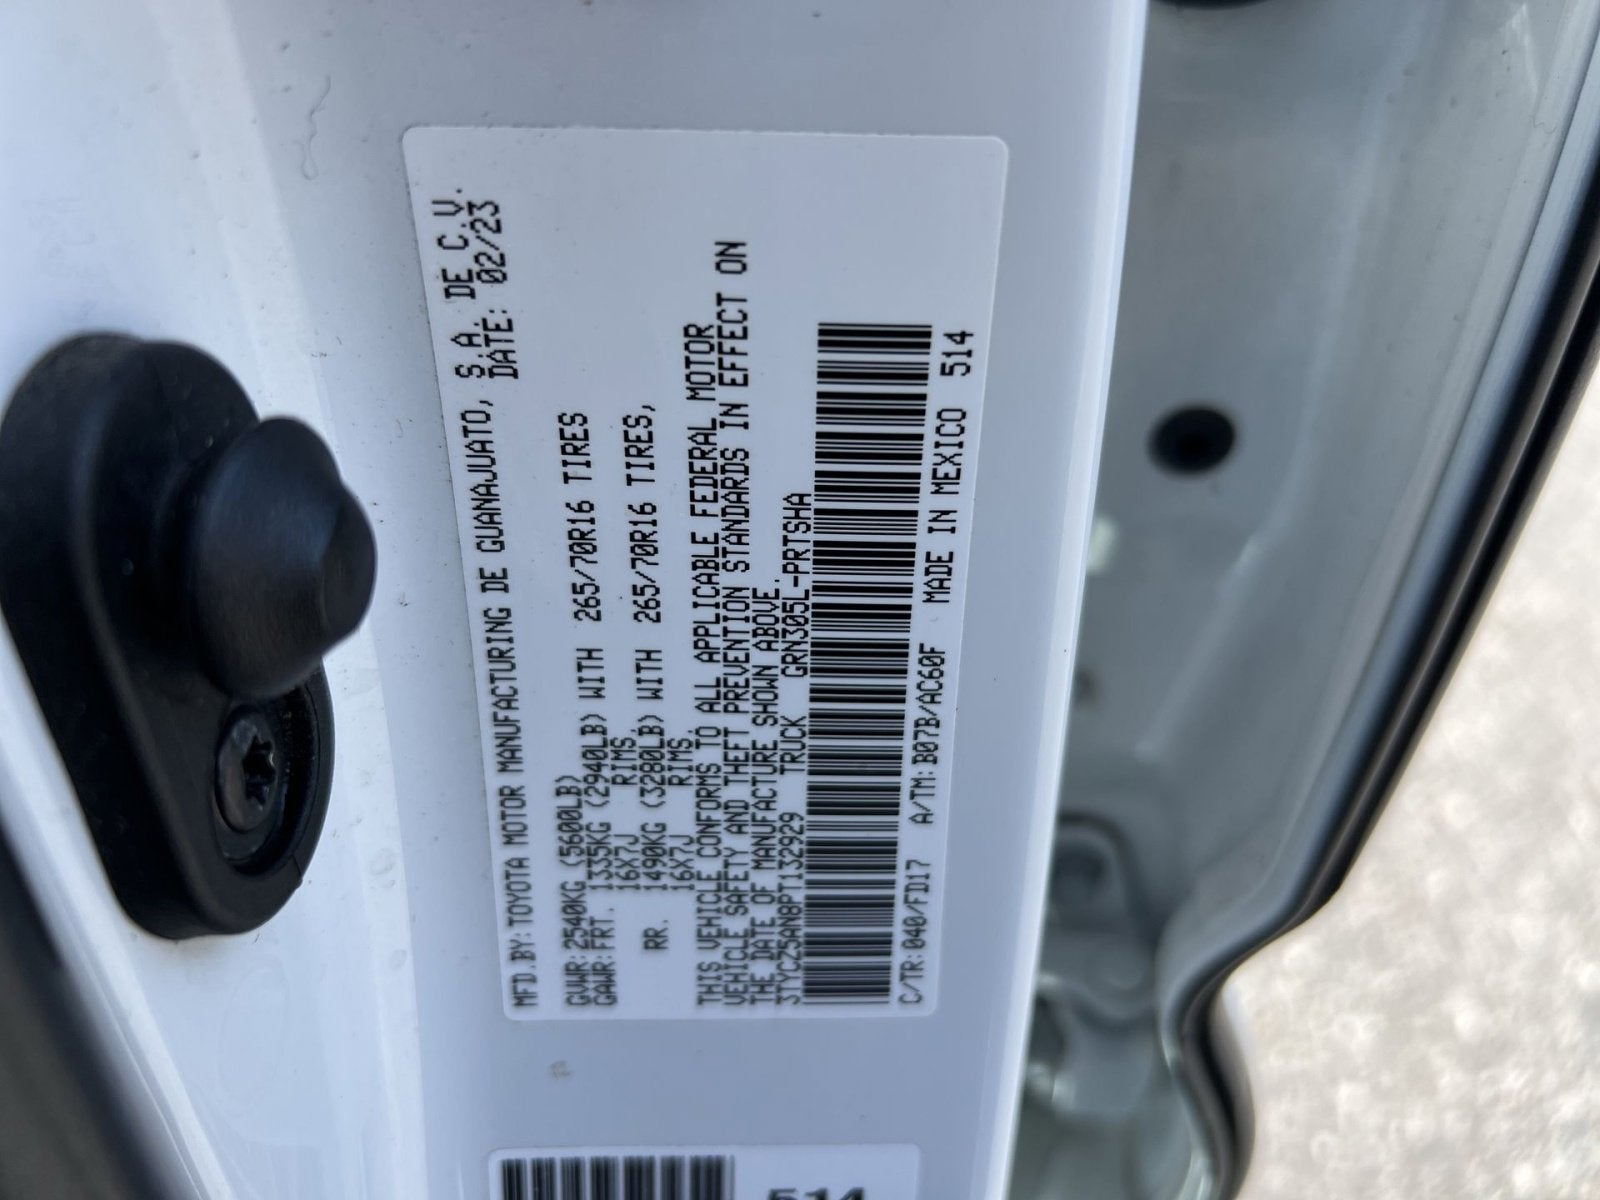 MFD.BY:TOYOTA MOTOR MANUFACTURING DE GUANAJUATO, S.A. DE C.V.
DATE: 02/23
GVWR:2540KG (5600LB)
GAWR:FRT. 1335KG (2940LB) WITH 265/70R16 TIRES
16X7J RIMS,
RR. 1490KG (3280LB) WITH 265/70R16 TIRES,
16X7J RIMS,
THIS VEHICLE CONFORMS TO ALL APPLICABLE FEDERAL MOTOR
VEHICLE SAFETY AND THEFT PREVENTION STANDARDS IN EFFECT ON
THE DATE OF MANUFACTURE SHOWN ABOVE.
3TYCZ5AN8PT132929 TRUCK GRN305L-PRTSHA
C/TR:040/FD17 A/TM:B07B/AC60F MADE IN MEXICO 514
514